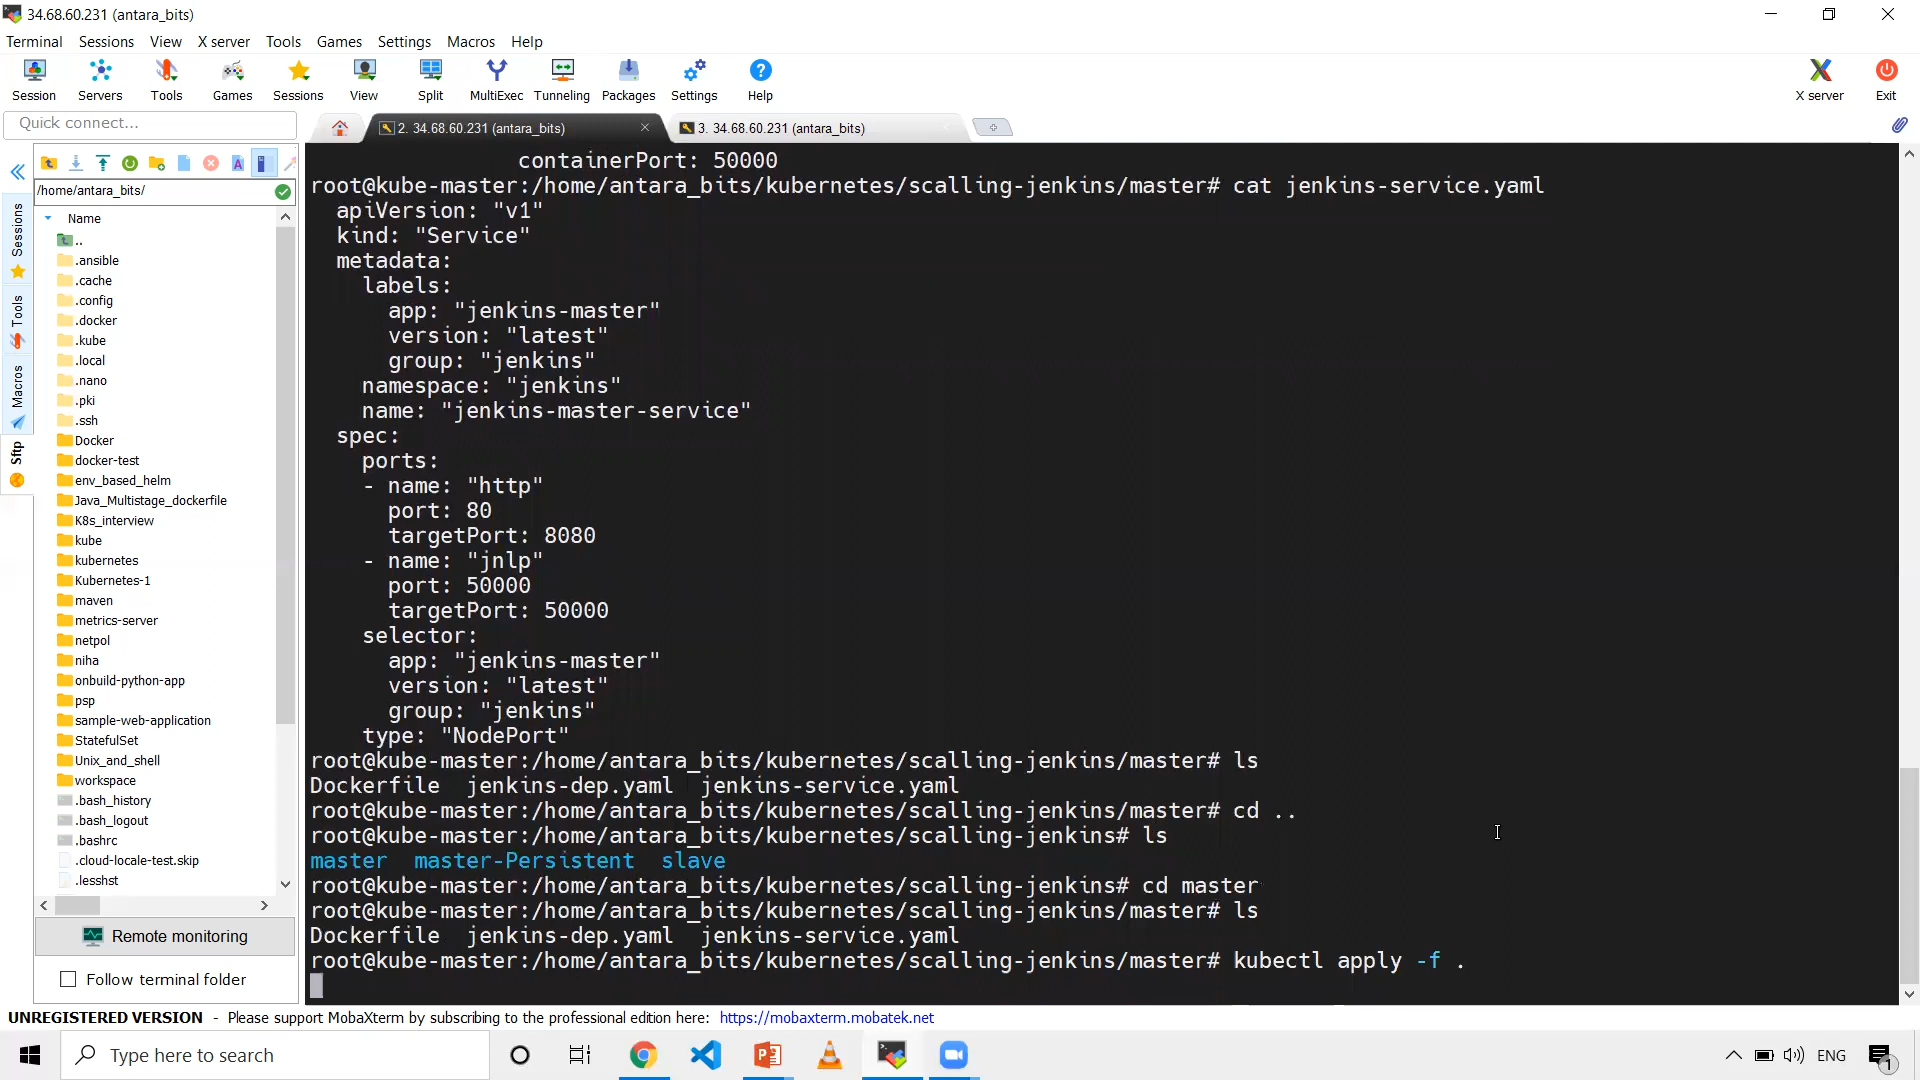 34.68.60.231 (antara_bits)
Terminal Sessions View X server Tools Games Settings Macros Help
Session Servers Tools Games Sessions View Split MultiExec Tunneling Packages Settings Help X server Exit
Quick connect...
2. 34.68.60.231 (antara_bits)
3. 34.68.60.231 (antara_bits)
Sessions
Tools
Macros
Sftp
/home/antara_bits/
Name
..
.ansible
.cache
.config
.docker
.kube
.local
.nano
.pki
.ssh
Docker
docker-test
env_based_helm
Java_Multistage_dockerfile
K8s_interview
kube
kubernetes
Kubernetes-1
maven
metrics-server
netpol
niha
onbuild-python-app
psp
sample-web-application
StatefulSet
Unix_and_shell
workspace
.bash_history
.bash_logout
.bashrc
.cloud-locale-test.skip
.lesshst
Remote monitoring
Follow terminal folder
containerPort: 50000
root@kube-master:/home/antara_bits/kubernetes/scalling-jenkins/master# cat jenkins-service.yaml
apiVersion: "v1"
kind: "Service"
metadata:
labels:
app: "jenkins-master"
version: "latest"
group: "jenkins"
namespace: "jenkins"
name: "jenkins-master-service"
spec:
ports:
- name: "http"
port: 80
targetPort: 8080
- name: "jnlp"
port: 50000
targetPort: 50000
selector:
app: "jenkins-master"
version: "latest"
group: "jenkins"
type: "NodePort"
root@kube-master:/home/antara_bits/kubernetes/scalling-jenkins/master# ls
Dockerfile jenkins-dep.yaml jenkins-service.yaml
root@kube-master:/home/antara_bits/kubernetes/scalling-jenkins/master# cd ..
root@kube-master:/home/antara_bits/kubernetes/scalling-jenkins# ls
master master-Persistent slave
root@kube-master:/home/antara_bits/kubernetes/scalling-jenkins# cd master
root@kube-master:/home/antara_bits/kubernetes/scalling-jenkins/master# ls
Dockerfile jenkins-dep.yaml jenkins-service.yaml
root@kube-master:/home/antara_bits/kubernetes/scalling-jenkins/master# kubectl apply -f .
UNREGISTERED VERSION - Please support MobaXterm by subscribing to the professional edition here: https://mobaxterm.mobatek.net
Type here to search
ENG
1